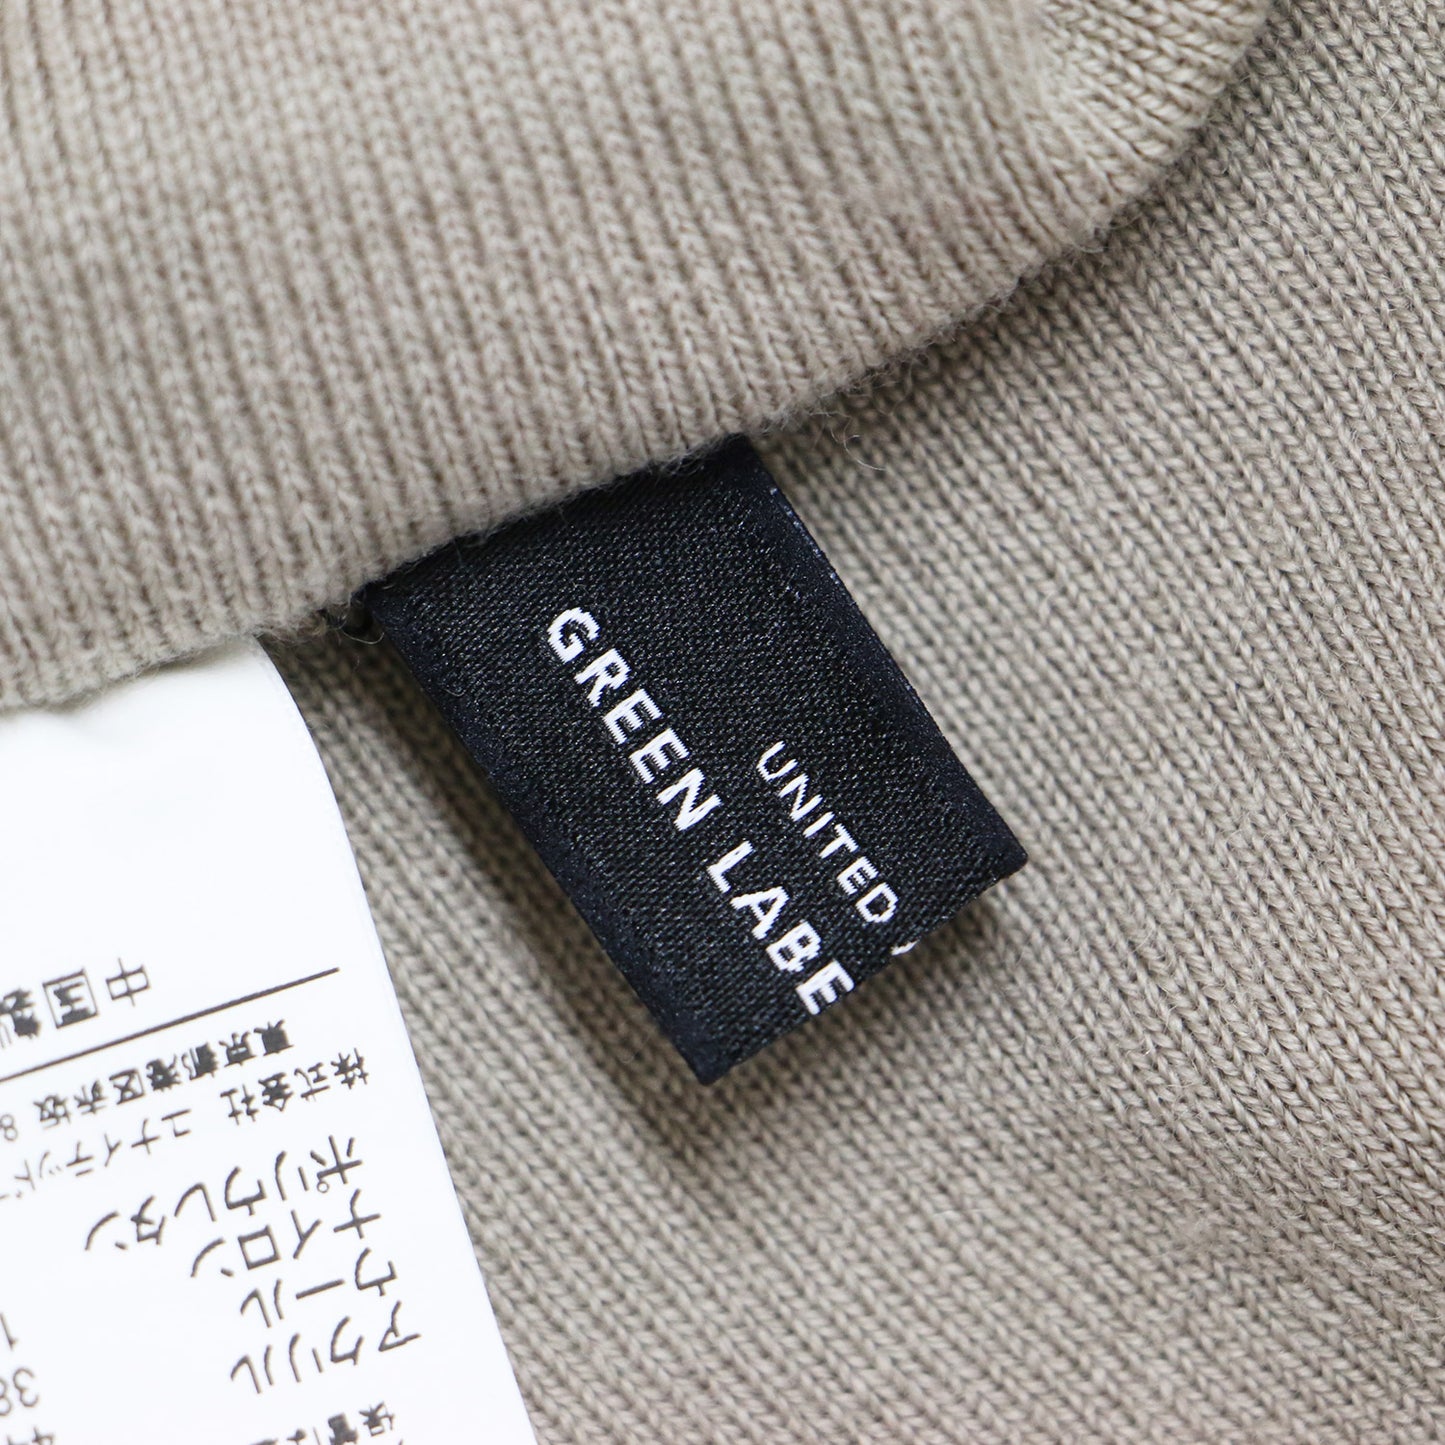 UNITED
GREEN LABE
アクリル
ウール
ナイロン
ポリウレタン
株式会社 ユナイテッド
東京都港区赤坂 8
中国製